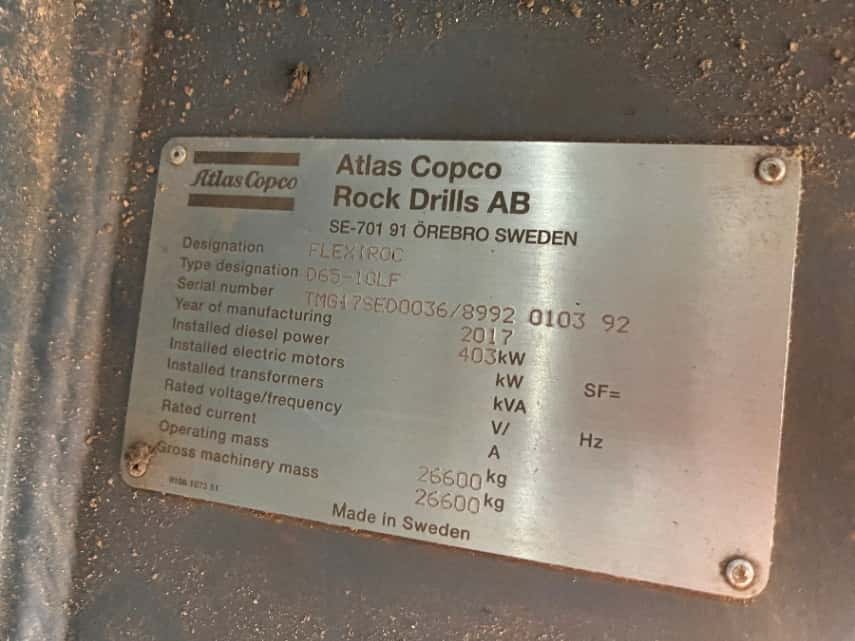 Atlas Copco
Atlas Copco
Rock Drills AB
SE-701 91 ÖREBRO SWEDEN
Designation FLEXIROC
Type designation D65-10LF
Serial number TMG17SED0036/8992 0103 92
Year of manufacturing 2017
Installed diesel power 403kW
Installed electric motors kW SF=
Installed transformers kVA
Rated voltage/frequency V/ Hz
Rated current A
Operating mass 26600kg
Gross machinery mass 26600kg
Made in Sweden